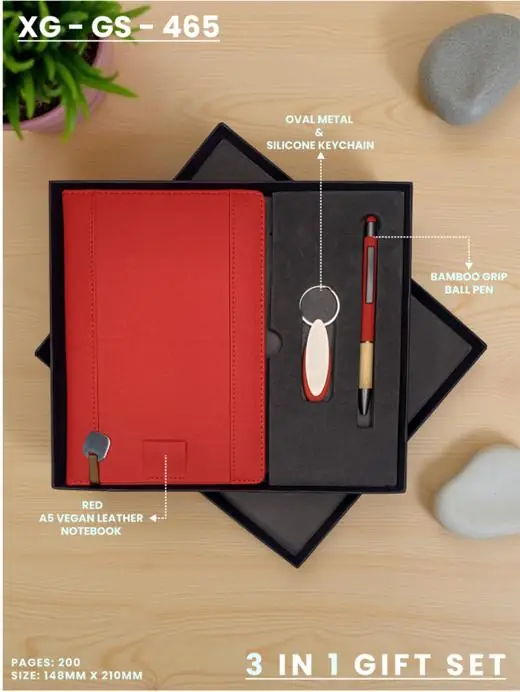 XG - GS - 465
OVAL METAL
&
SILICONE KEYCHAIN
BAMBOO GRIP
BALL PEN
RED
A5 VEGAN LEATHER
NOTEBOOK
PAGES: 200
SIZE: 148MM X 210MM
3 IN 1 GIFT SET